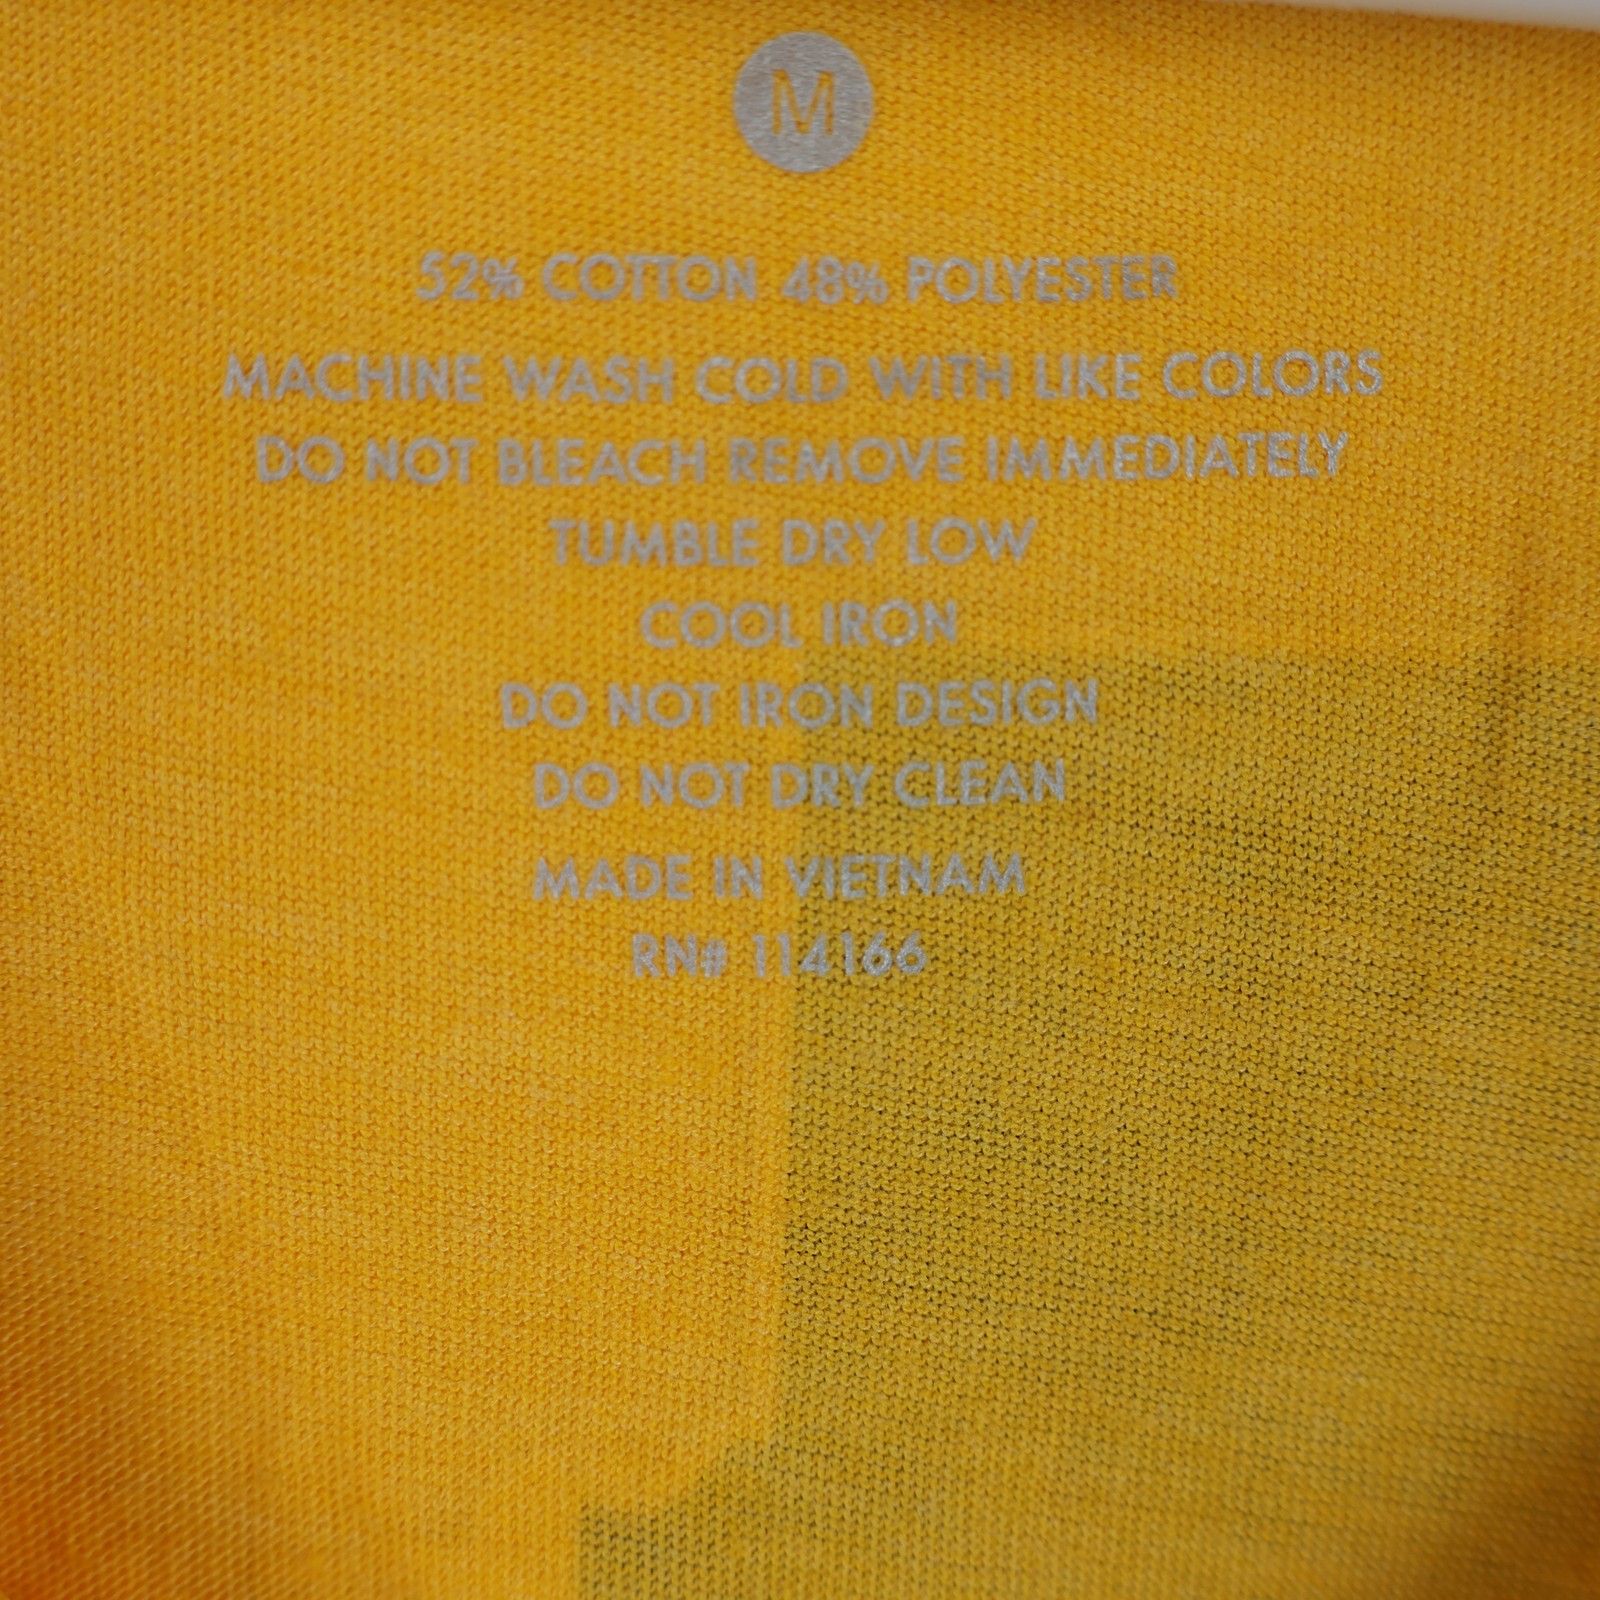 M
52% COTTON 48% POLYESTER
MACHINE WASH COLD WITH LIKE COLORS
DO NOT BLEACH REMOVE IMMEDIATELY
TUMBLE DRY LOW
COOL IRON
DO NOT IRON DESIGN
DO NOT DRY CLEAN
MADE IN VIETNAM
RN# 114166